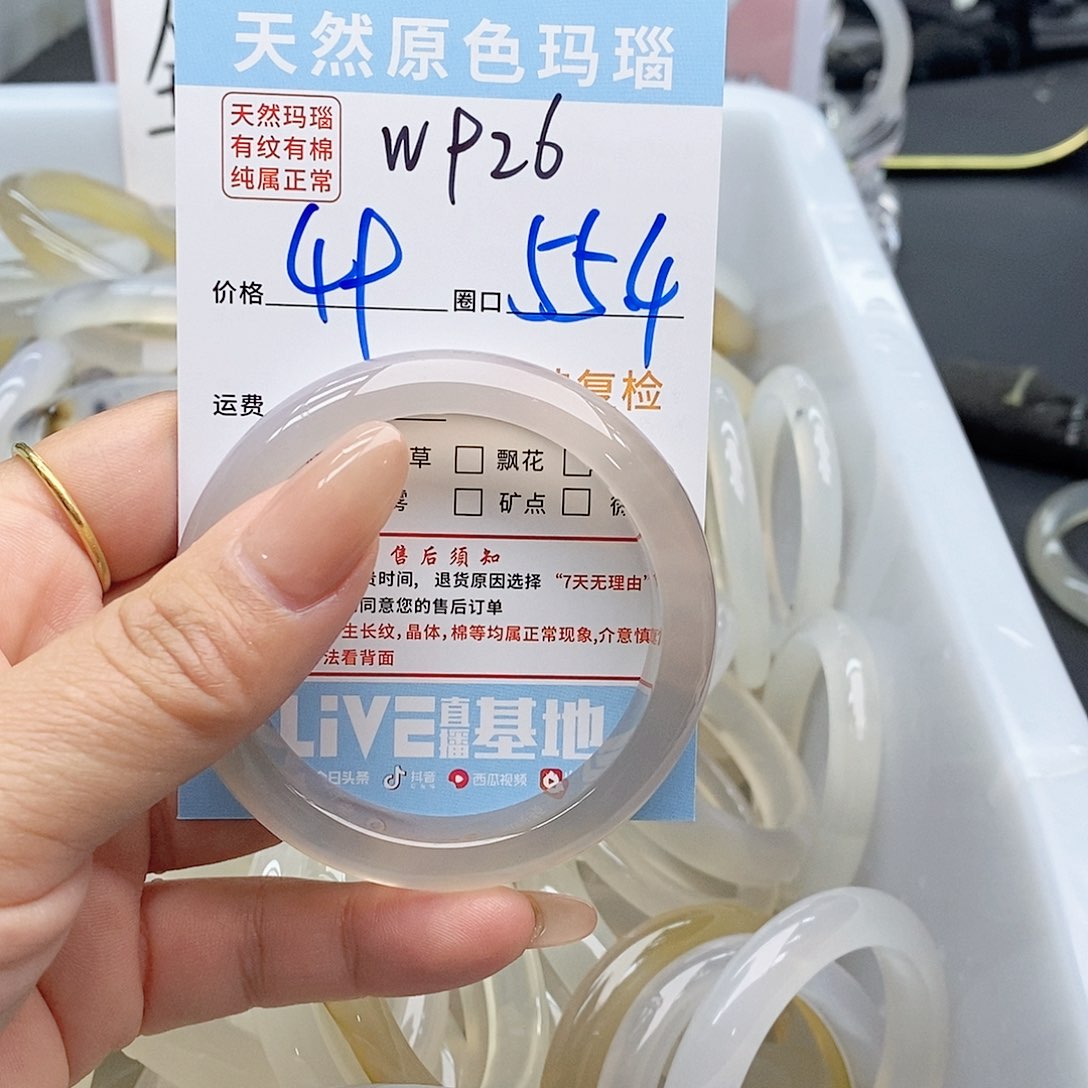 天然原色玛瑙
天然玛瑙
有纹有棉
纯属正常
WP26
价格 4P 圈口 554
运费
复检
草 □ 飘花 □
□ 矿点 □
售后须知
时间，退货原因选择“7天无理由”
同意您的售后订单
生长纹,晶体,棉等均属正常现象,介意慎
法看背面
LiVE直播基地
今日头条 抖音 西瓜视频